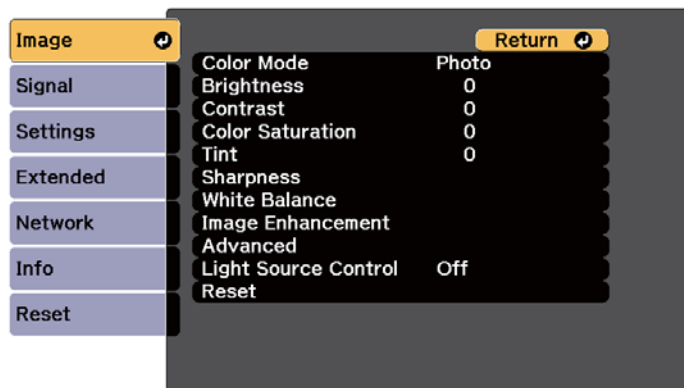 Image
Signal
Settings
Extended
Network
Info
Reset
Return
Color Mode Photo
Brightness 0
Contrast 0
Color Saturation 0
Tint 0
Sharpness
White Balance
Image Enhancement
Advanced
Light Source Control Off
Reset